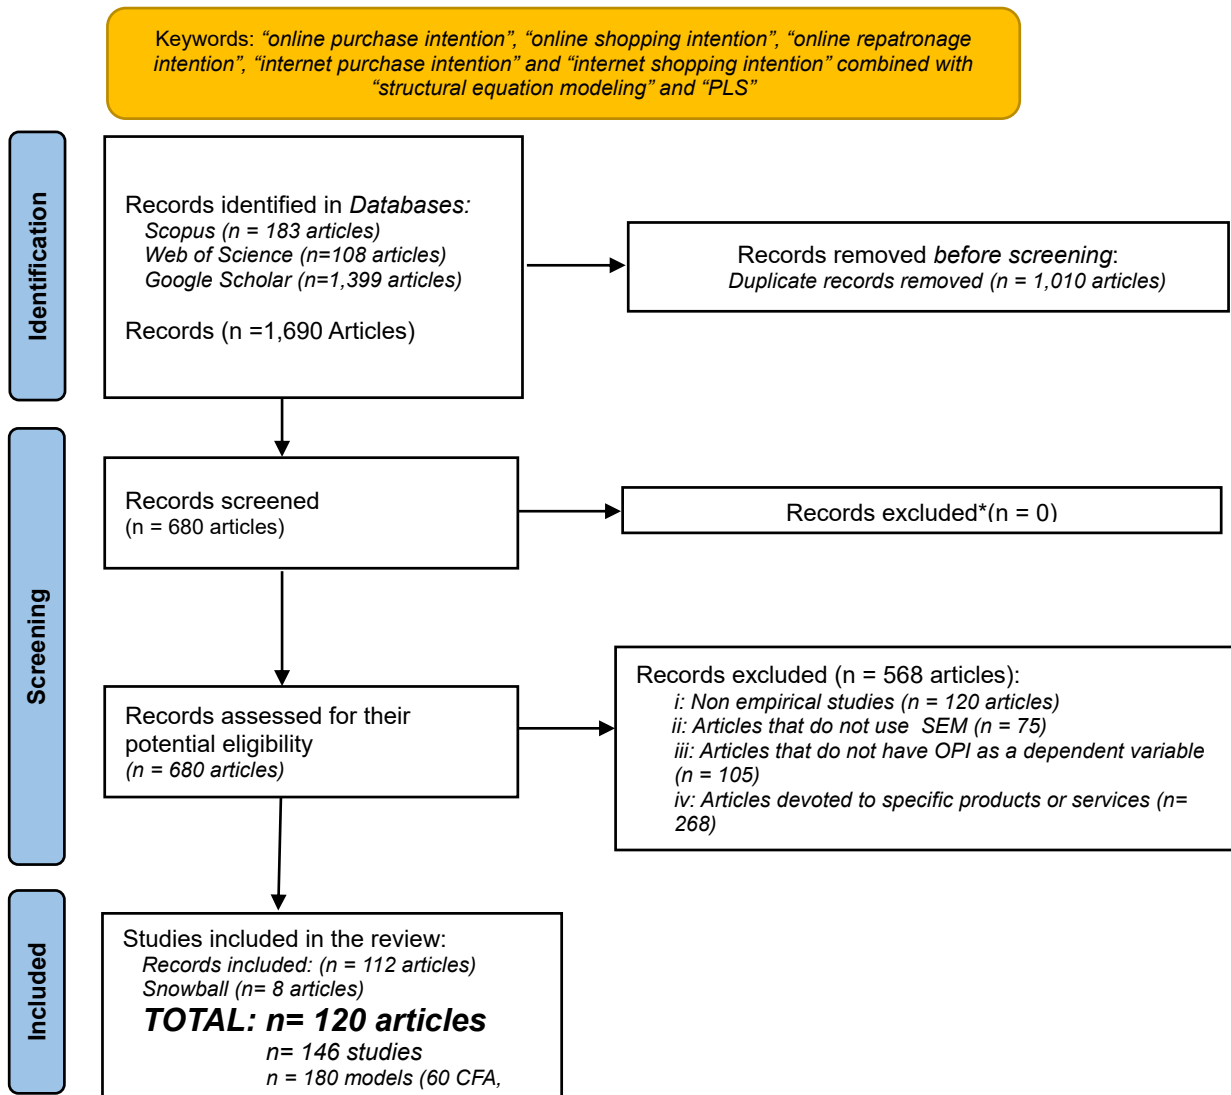 Keywords: “online purchase intention”, “online shopping intention”, “online repatronage
intention”, “internet purchase intention” and “internet shopping intention” combined with
“structural equation modeling” and “PLS”
Identification
Records identified in Databases:
Scopus (n = 183 articles)
Web of Science (n=108 articles)
Google Scholar (n=1,399 articles)
Records (n =1,690 Articles)
Records removed before screening:
Duplicate records removed (n = 1,010 articles)
Screening
Records screened
(n = 680 articles)
Records excluded*(n = 0)
Records assessed for their
potential eligibility
(n = 680 articles)
Records excluded (n = 568 articles):
i: Non empirical studies (n = 120 articles)
ii: Articles that do not use SEM (n = 75)
iii: Articles that do not have OPI as a dependent variable
(n = 105)
iv: Articles devoted to specific products or services (n=
268)
Included
Studies included in the review:
Records included: (n = 112 articles)
Snowball (n= 8 articles)
TOTAL: n= 120 articles
n= 146 studies
n = 180 models (60 CFA,